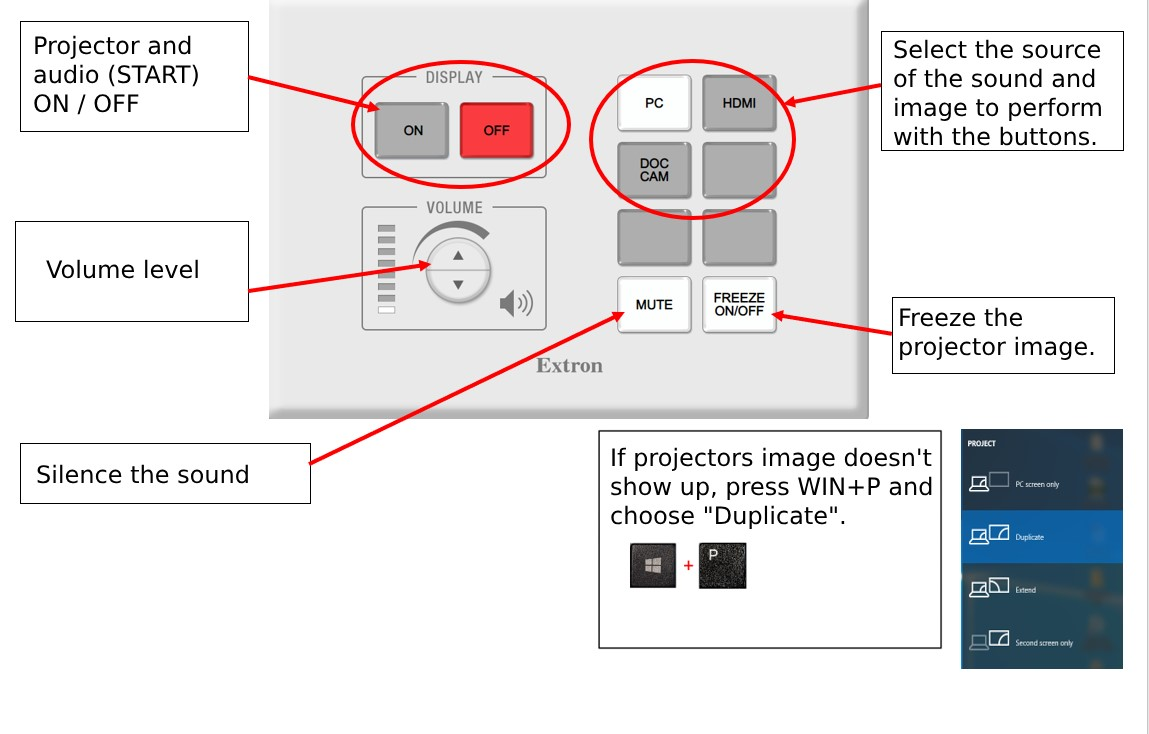 Projector and
audio (START)
ON / OFF
DISPLAY
ON
OFF
PC
HDMI
DOC
CAM
Select the source
of the sound and
image to perform
with the buttons.
Volume level
VOLUME
MUTE
FREEZE
ON/OFF
Freeze the
projector image.
Extron
Silence the sound
If projectors image doesn't
show up, press WIN+P and
choose "Duplicate".
+
P
PROJECT
PC screen only
Duplicate
Extend
Second screen only